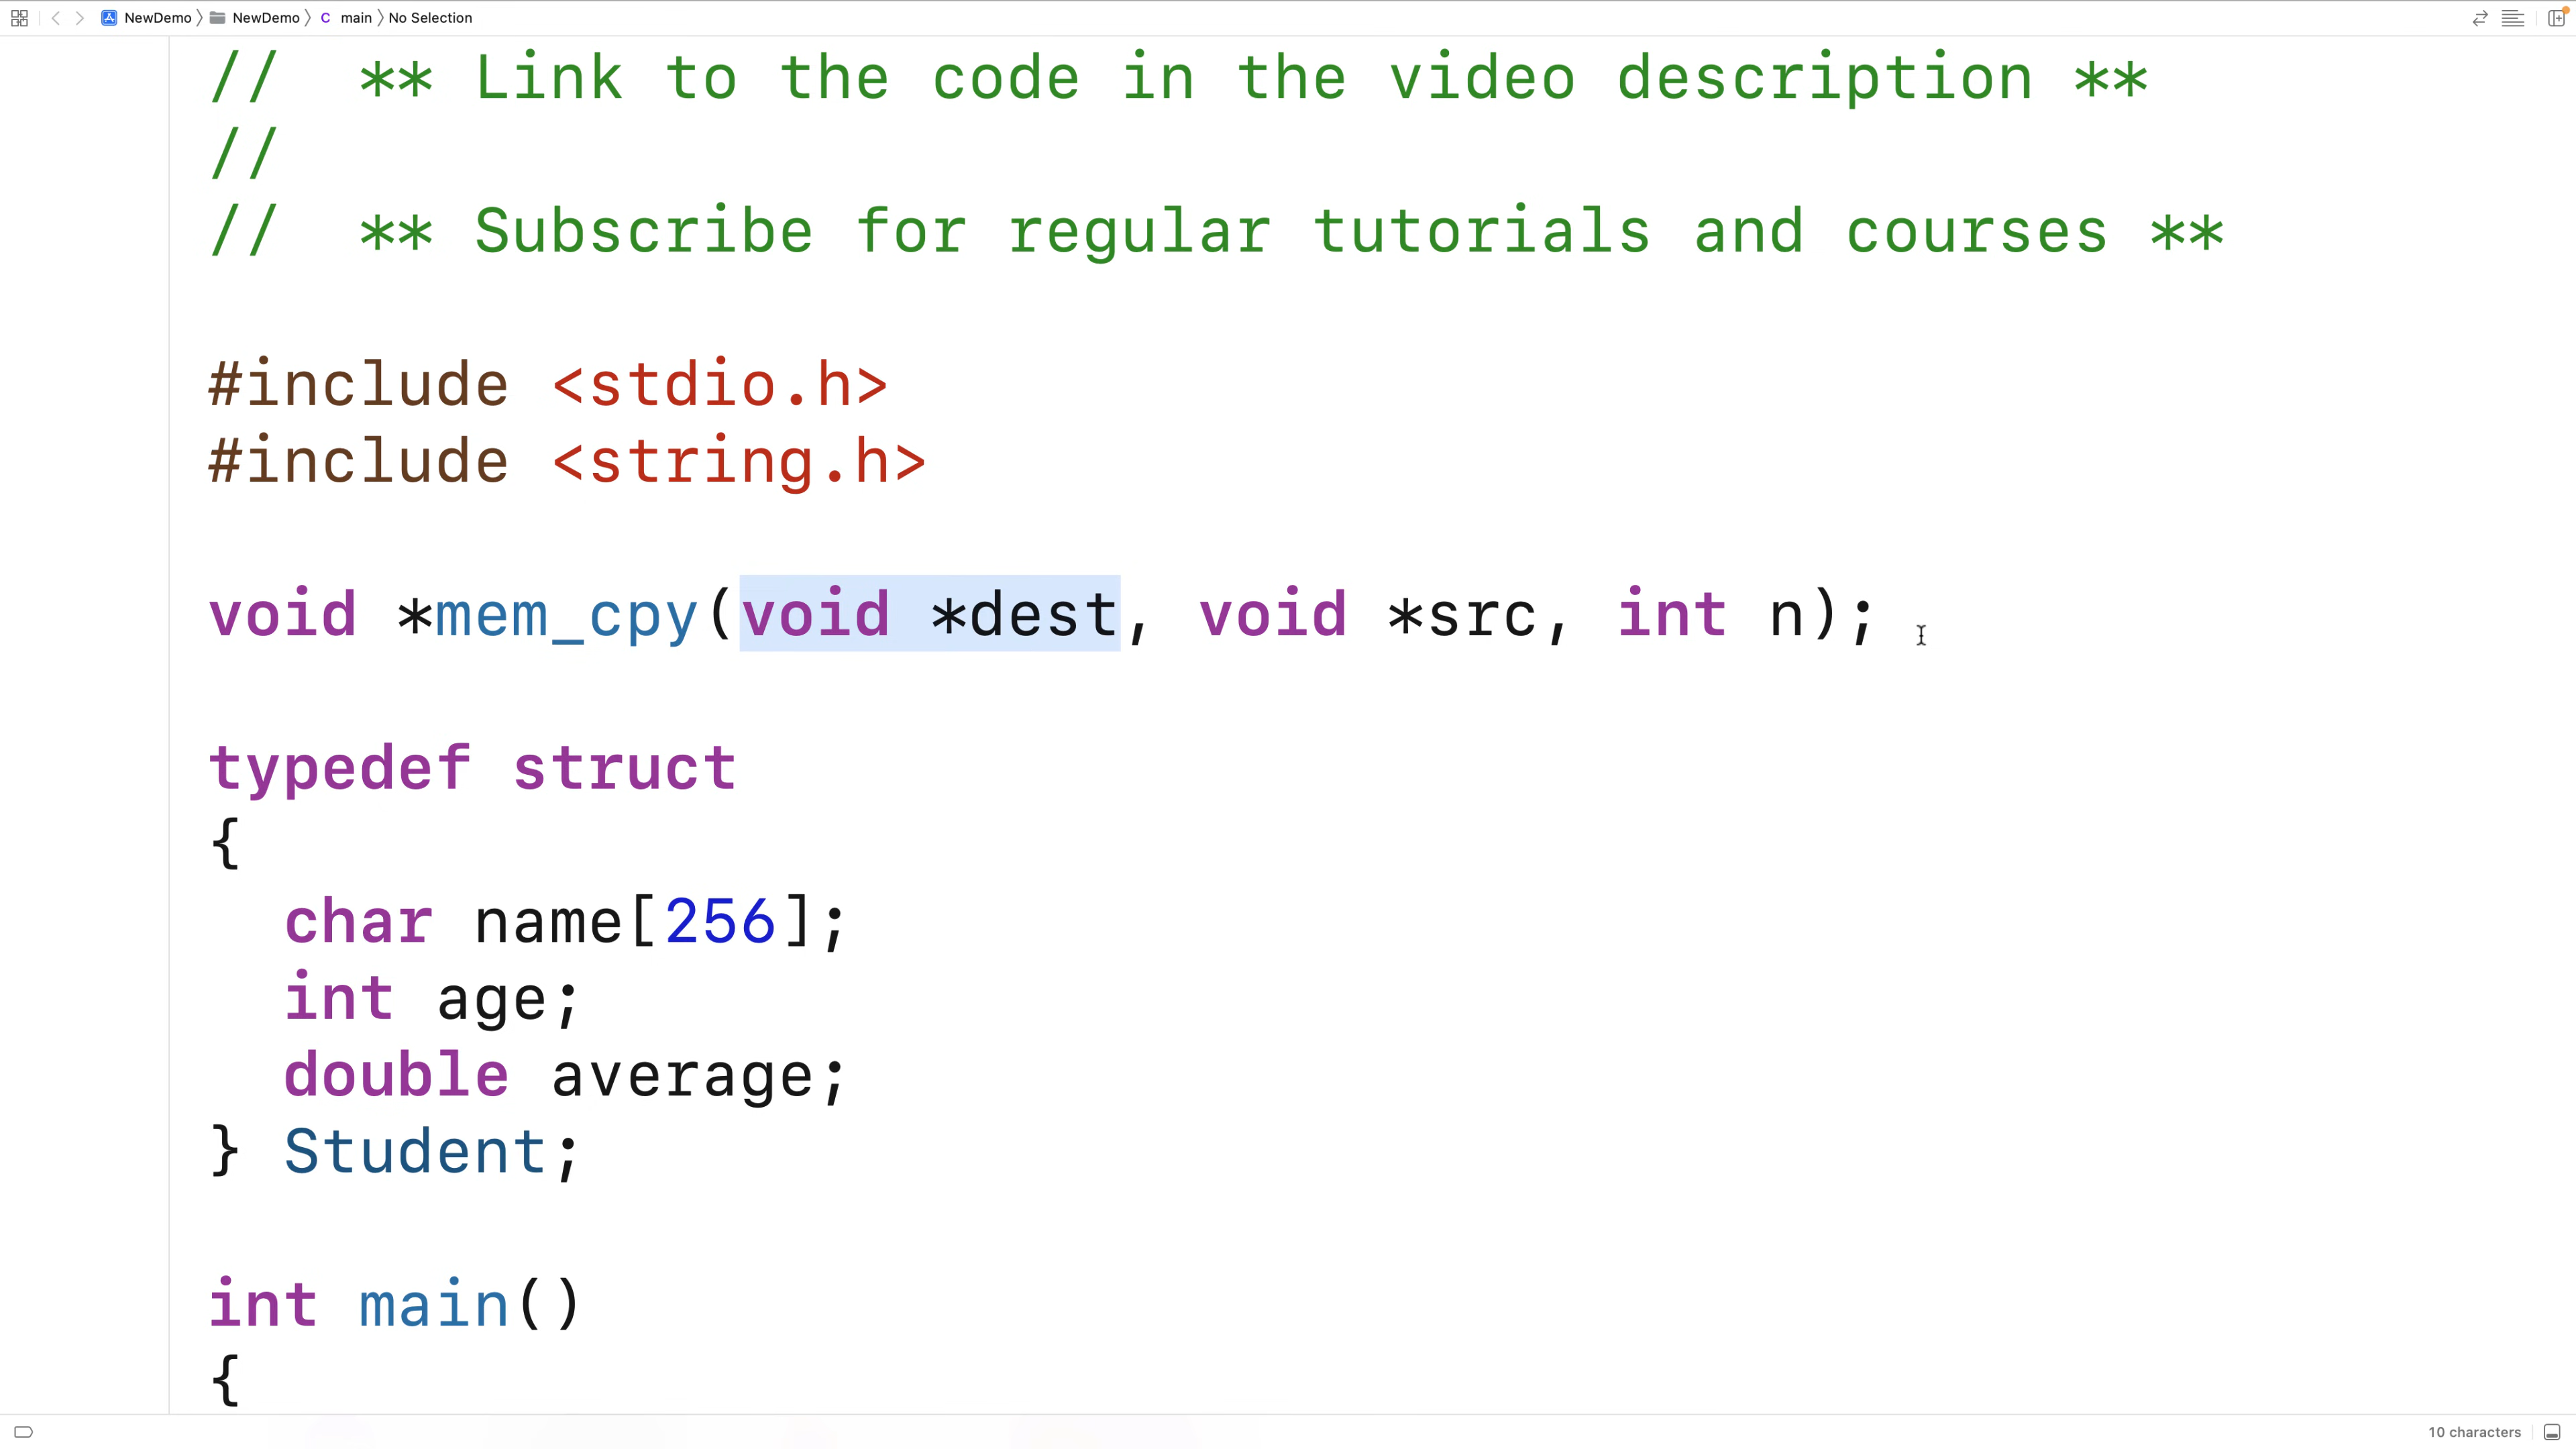 NewDemo 〉 NewDemo 〉 C main 〉 No Selection
//  ** Link to the code in the video description **
//
//  ** Subscribe for regular tutorials and courses **
#include <stdio.h>
#include <string.h>
void *mem_cpy(void *dest, void *src, int n);
typedef struct
{
  char name[256];
  int age;
  double average;
} Student;
int main()
{
10 characters